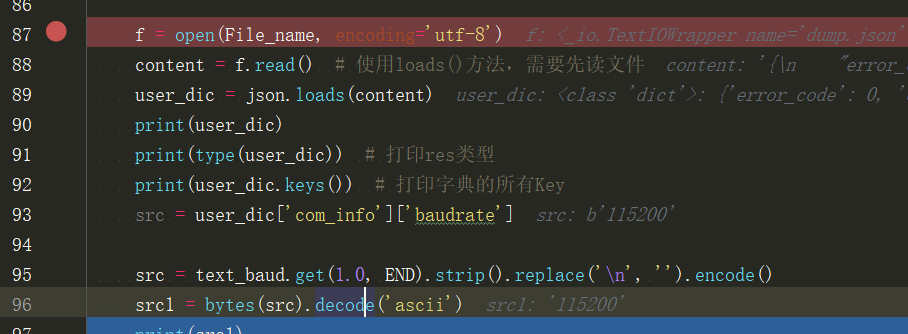 86
87 f = open(File_name, encoding='utf-8') f: <_io.TextIOWrapper name='dump.json'
88 content = f.read() # 使用loads()方法，需要先读文件 content: '{\n "error_c
89 user_dic = json.loads(content) user_dic: <class 'dict'>: {'error_code': 0, '
90 print(user_dic)
91 print(type(user_dic)) # 打印res类型
92 print(user_dic.keys()) # 打印字典的所有Key
93 src = user_dic['com_info']['baudrate'] src: b'115200'
94
95 src = text_baud.get(1.0, END).strip().replace('\n', '').encode()
96 src1 = bytes(src).decode('ascii') src1: '115200'
97 print(src1)